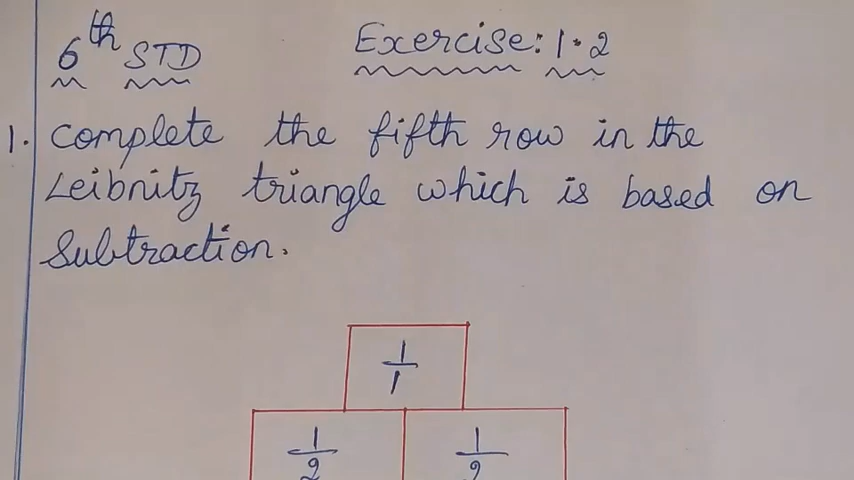 6th STD Exercise: 1.2
1. Complete the fifth row in the
Leibnitz triangle which is based on
Subtraction.
1/1
1/2 1/2